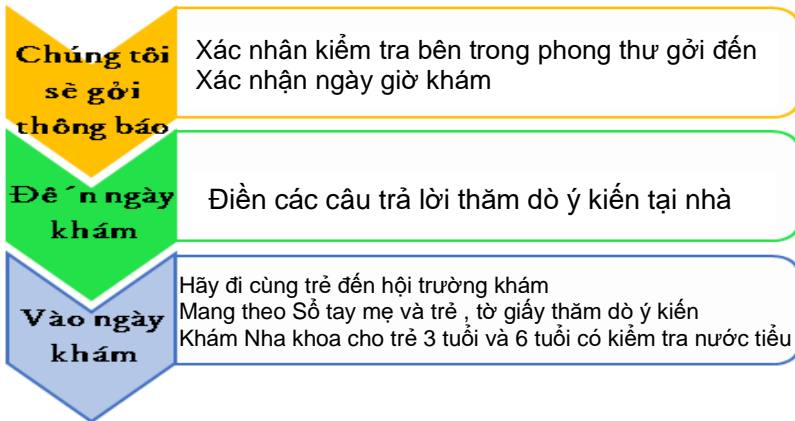 Chúng tôi
sè gởi
thông báo
Xác nhân kiểm tra bên trong phong thư gởi đến
Xác nhận ngày giờ khám
Đê´n ngày
khám
Điền các câu trả lời thăm dò ý kiến tại nhà
Vào ngày
khám
Hãy đi cùng trẻ đến hội trường khám
Mang theo Sổ tay mẹ và trẻ , tờ giấy thăm dò ý kiến
Khám Nha khoa cho trẻ 3 tuổi và 6 tuổi có kiểm tra nước tiểu